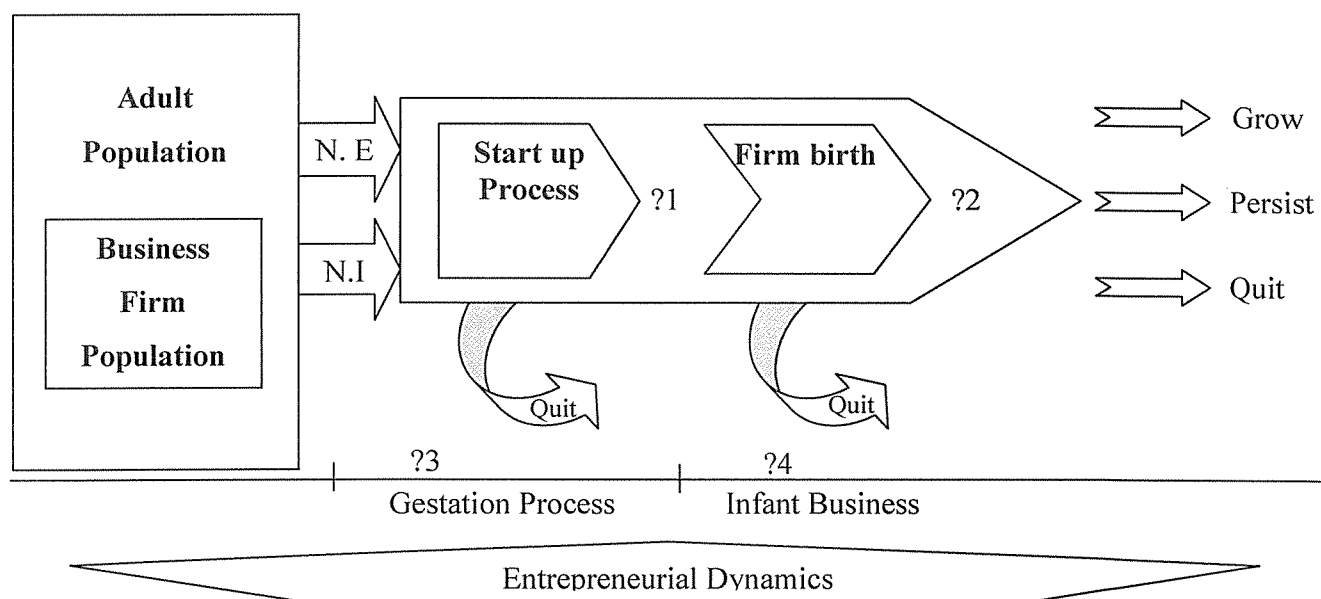 Adult
Population
Business
Firm
Population
N. E
N.I
Start up
Process
?1
Firm birth
?2
Grow
Persist
Quit
Quit
Quit
?3
?4
Gestation Process
Infant Business
Entrepreneurial Dynamics